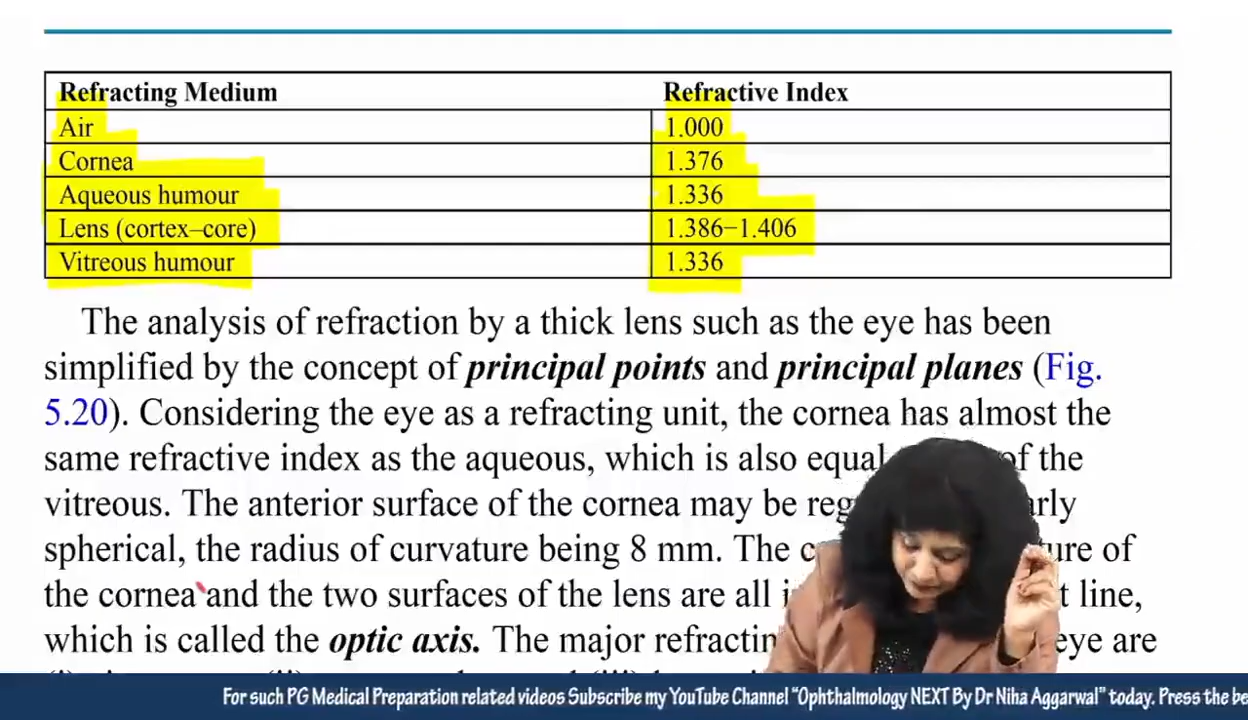 Refracting Medium Refractive Index
Air 1.000
Cornea 1.376
Aqueous humour 1.336
Lens (cortex–core) 1.386–1.406
Vitreous humour 1.336
The analysis of refraction by a thick lens such as the eye has been
simplified by the concept of principal points and principal planes (Fig.
5.20). Considering the eye as a refracting unit, the cornea has almost the
same refractive index as the aqueous, which is also equal of the
vitreous. The anterior surface of the cornea may be
spherical, the radius of curvature being 8 mm. The of
the cornea and the two surfaces of the lens are all line,
which is called the optic axis. The major eye are
For such PG Medical Preparation related videos Subscribe my YouTube Channel "Ophthalmology NEXT By Dr Niha Aggarwal" today. Press the